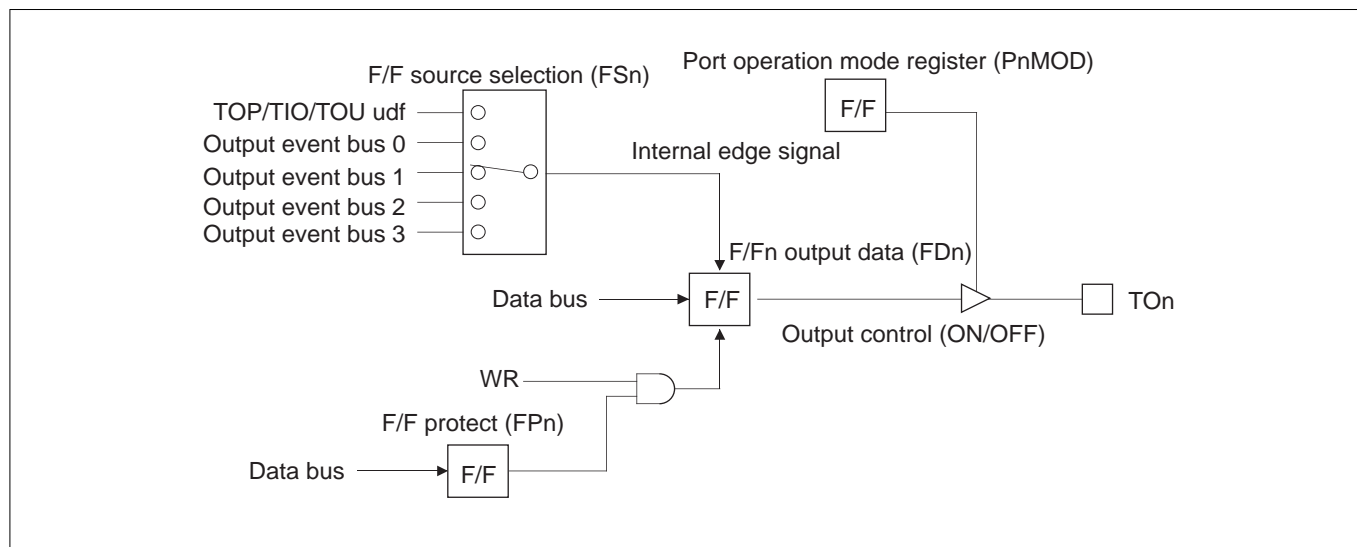 Port operation mode register (PnMOD)
F/F source selection (FSn)
F/F
TOP/TIO/TOU udf
Output event bus 0
Internal edge signal
Output event bus 1
Output event bus 2
Output event bus 3
F/Fn output data (FDn)
Data bus
F/F
TOn
Output control (ON/OFF)
WR
F/F protect (FPn)
Data bus
F/F